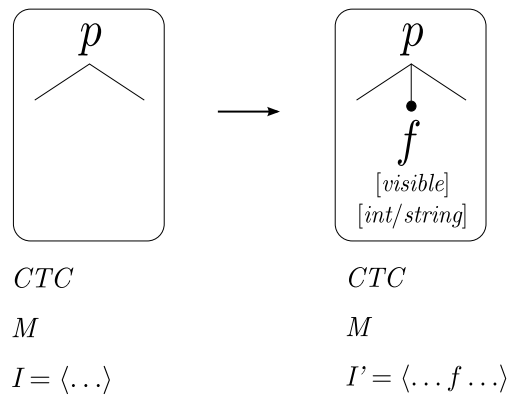 p
CTC
M
I = ⟨...⟩
p
f
[visible]
[int/string]
CTC
M
I' = ⟨... f ...⟩